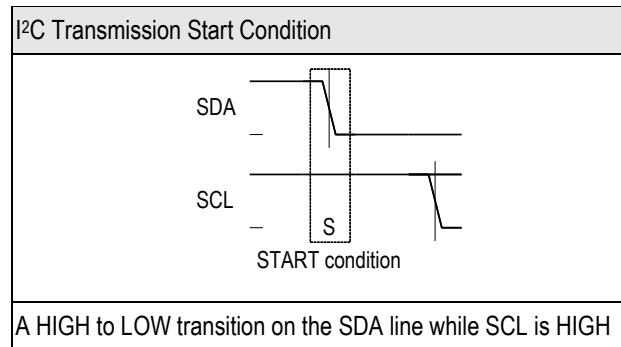 I²C Transmission Start Condition
SDA
SCL
S
START condition
A HIGH to LOW transition on the SDA line while SCL is HIGH